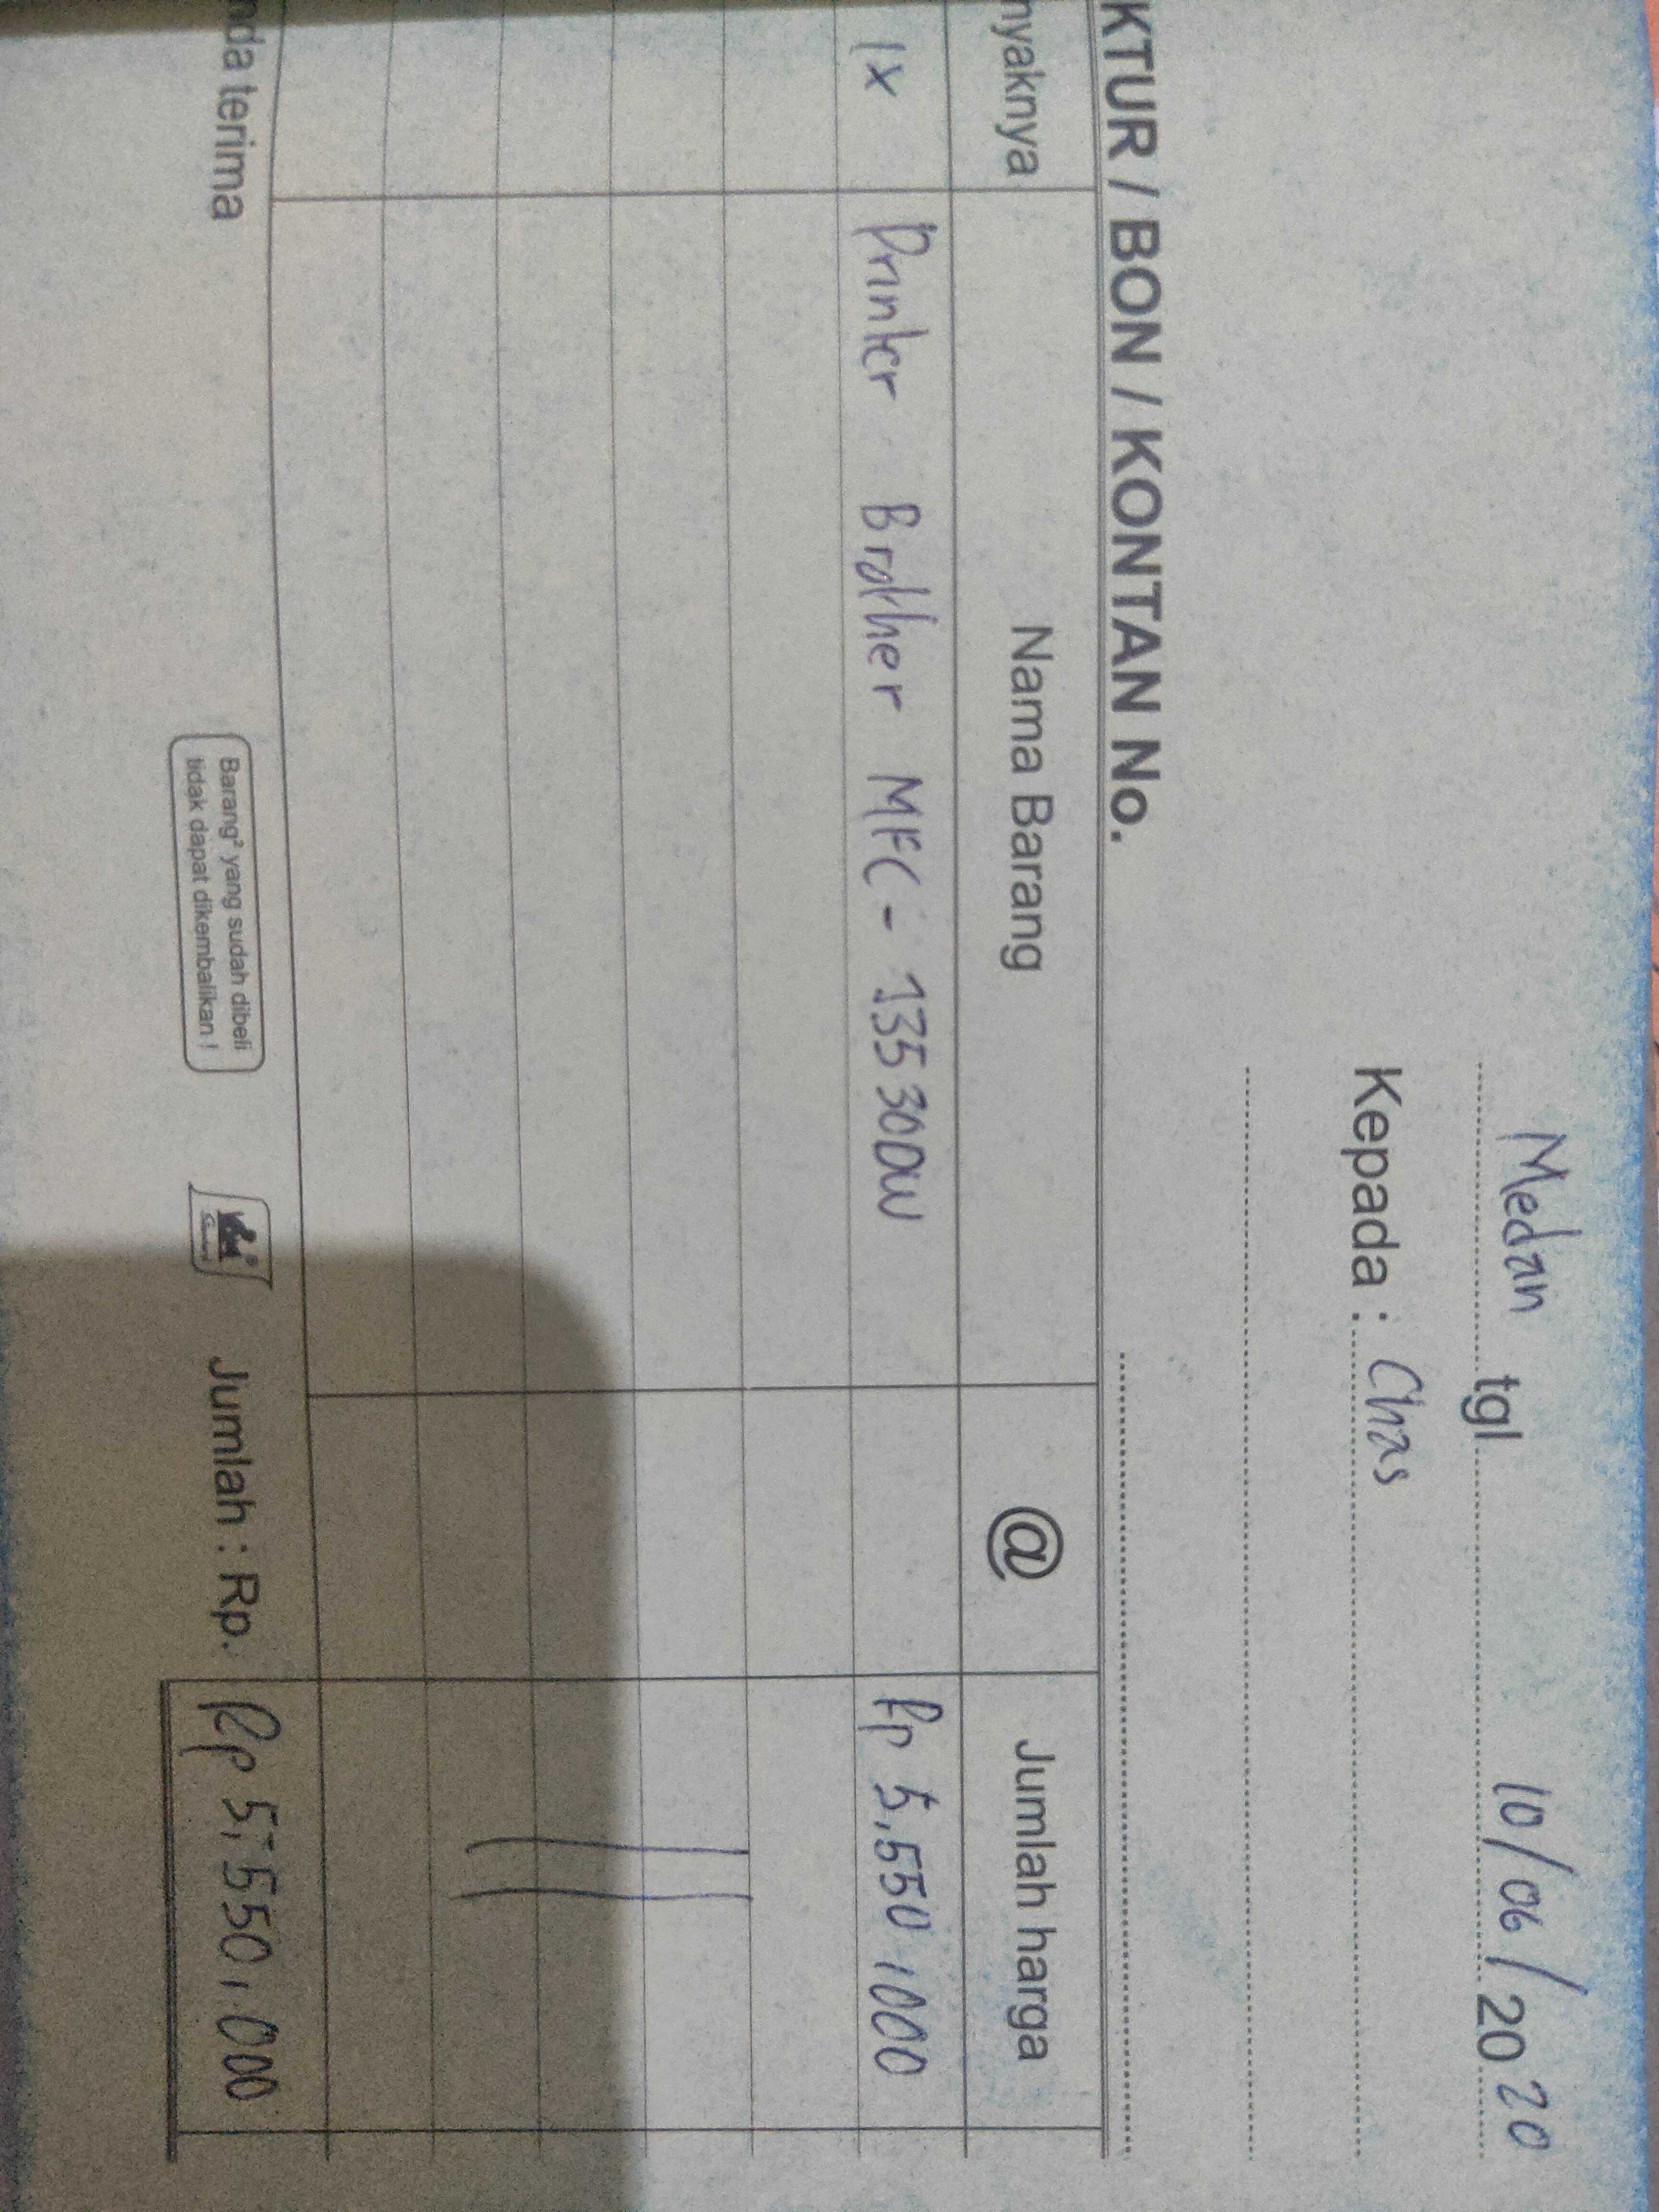 Medan tgl 10/06/2020
Kepada : Chas
KTUR / BON / KONTAN No.
nyaknya Nama Barang @ Jumlah harga
1x Printer Brother MFC - 13530DW Rp 5,550,000
nda terima
Barang² yang sudah dibeli
tidak dapat dikembalikan !
Jumlah : Rp. Rp 5,550,000